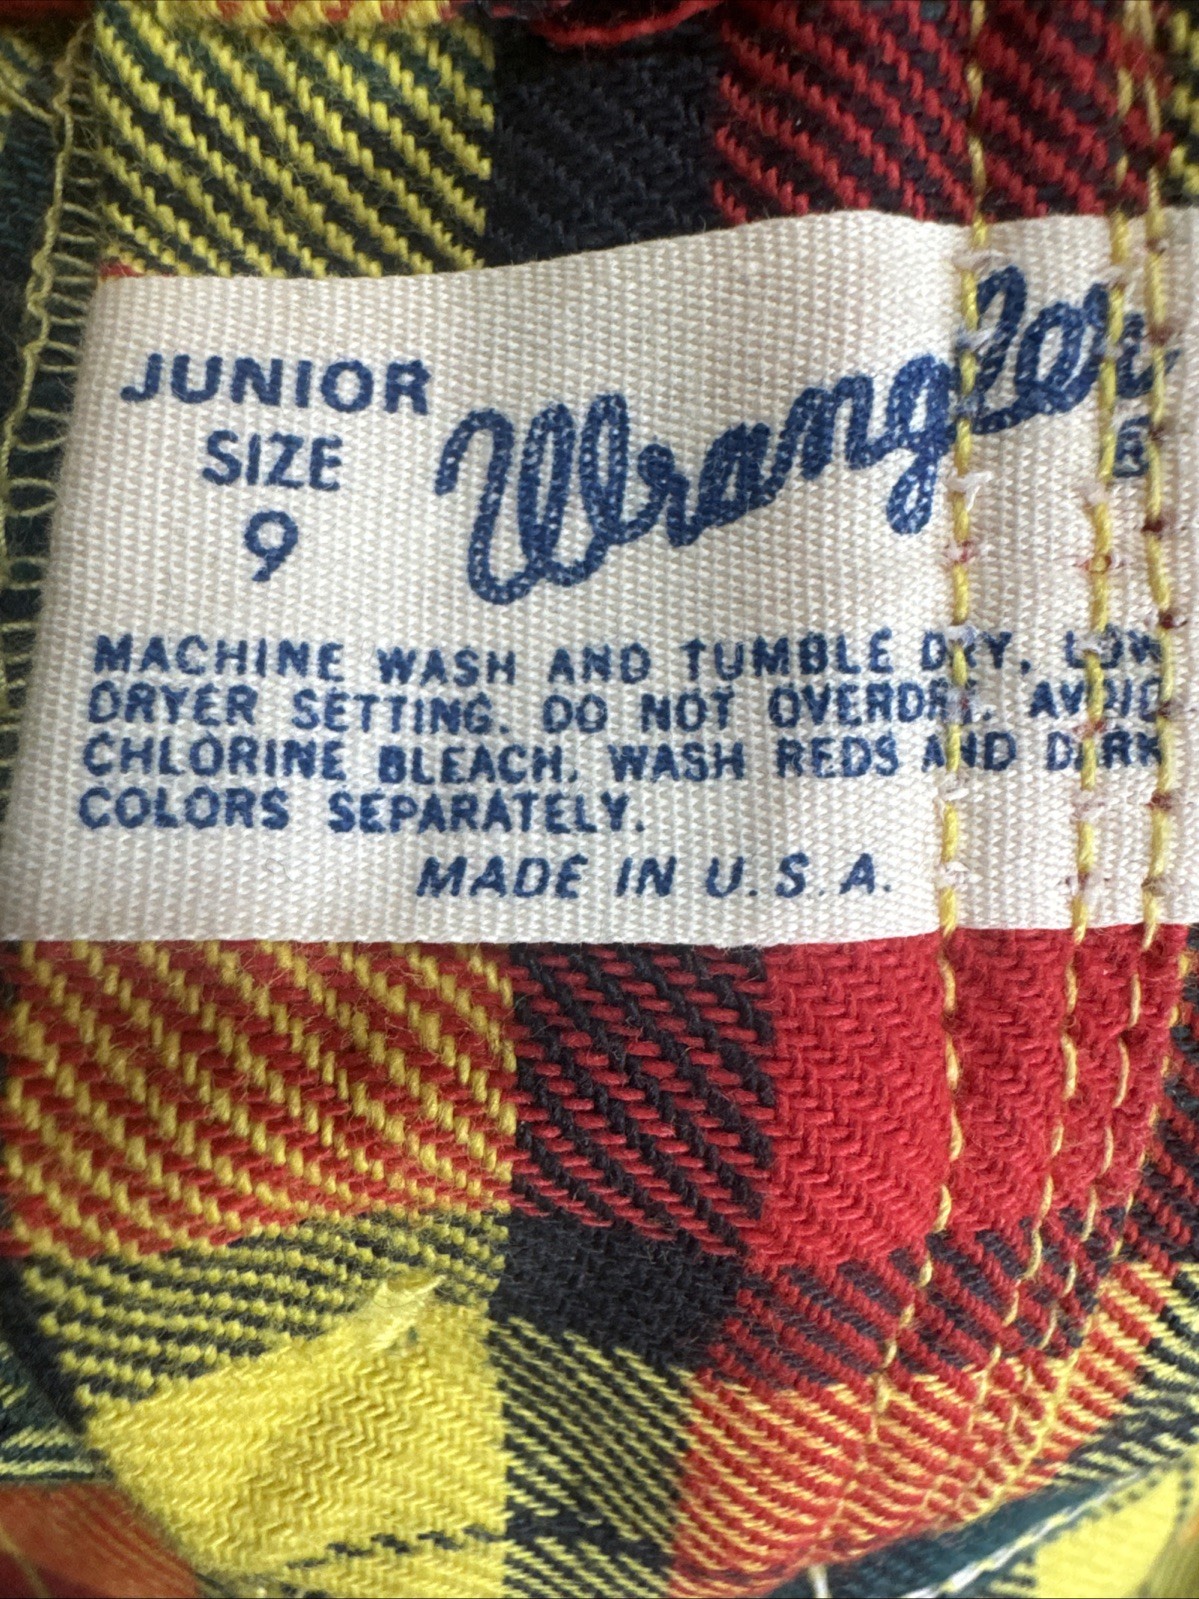 JUNIOR
SIZE
9
Wrangler
®
MACHINE WASH AND TUMBLE DRY, LOW
DRYER SETTING. DO NOT OVERDRY. AVOID
CHLORINE BLEACH. WASH REDS AND DARK
COLORS SEPARATELY.
MADE IN U.S.A.